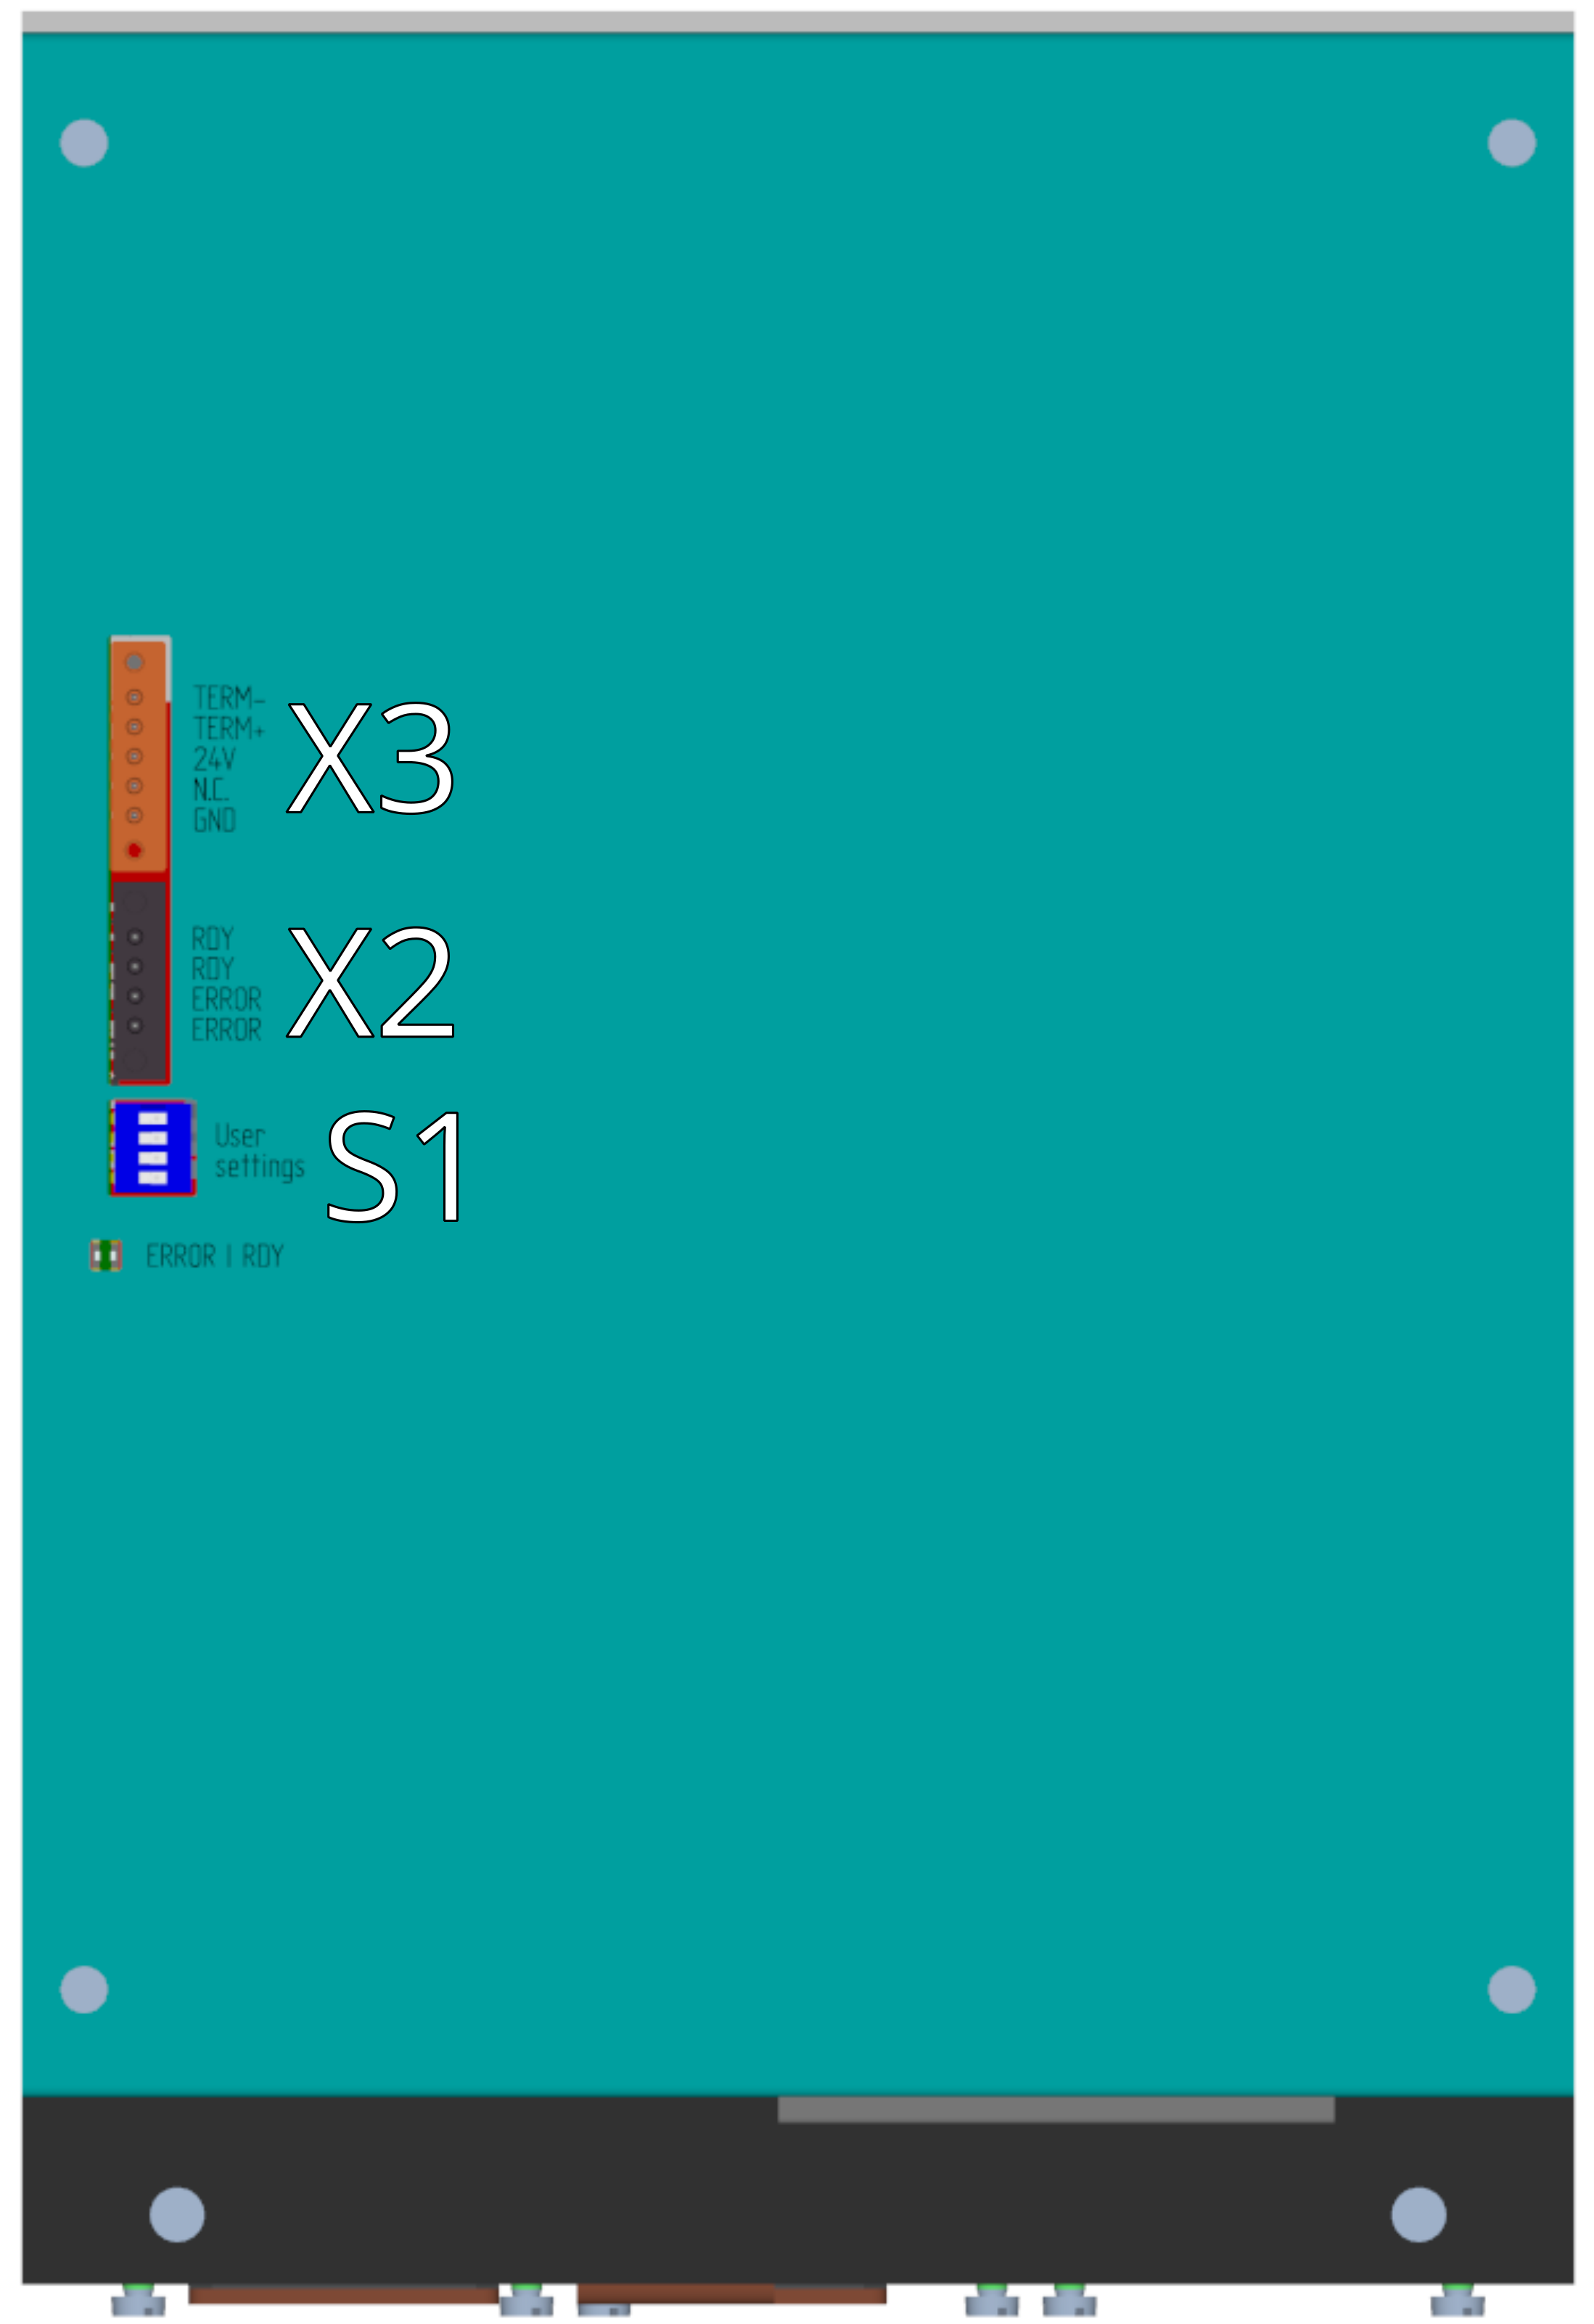 TERM-
TERM+
24V
N.C.
GND
X3
RDY
RDY
ERROR
ERROR
X2
User
settings
S1
ERROR | RDY